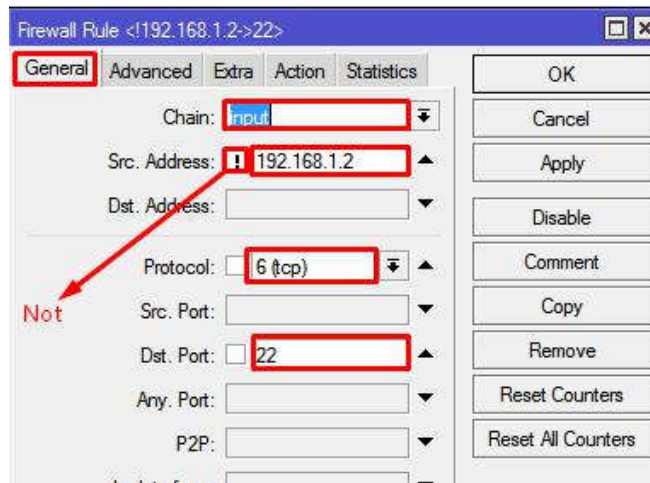 Firewall Rule <!192.168.1.2->22>
General Advanced Extra Action Statistics
Chain: input
Src. Address: ! 192.168.1.2
Dst. Address:
Protocol: 6 (tcp)
Not
Src. Port:
Dst. Port: 22
Any. Port:
P2P:
OK
Cancel
Apply
Disable
Comment
Copy
Remove
Reset Counters
Reset All Counters